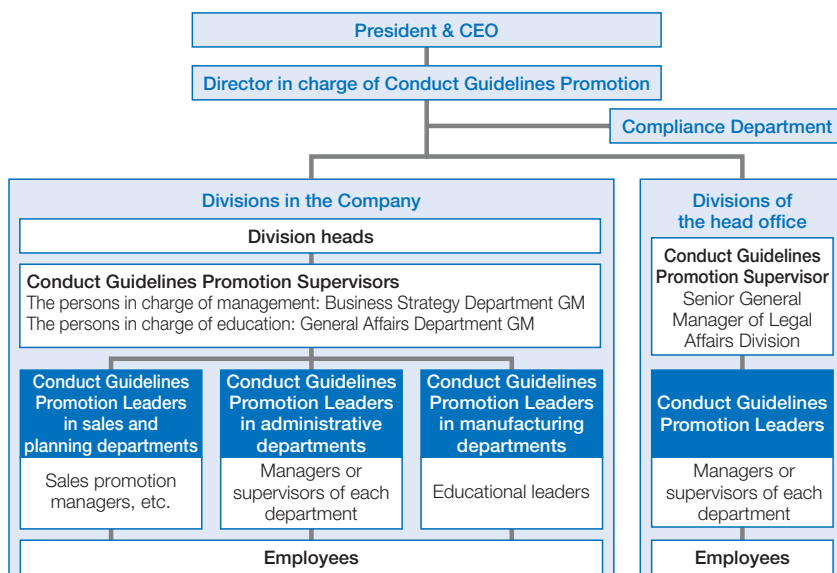 President & CEO
Director in charge of Conduct Guidelines Promotion
Compliance Department
Divisions in the Company
Division heads
Conduct Guidelines Promotion Supervisors
The persons in charge of management: Business Strategy Department GM
The persons in charge of education: General Affairs Department GM
Conduct Guidelines
Promotion Leaders
in sales and
planning departments
Sales promotion
managers, etc.
Conduct Guidelines
Promotion Leaders
in administrative
departments
Managers or
supervisors of each
department
Conduct Guidelines
Promotion Leaders
in manufacturing
departments
Educational leaders
Employees
Divisions of
the head office
Conduct Guidelines
Promotion Supervisor
Senior General
Manager of Legal
Affairs Division
Conduct Guidelines
Promotion Leaders
Managers or
supervisors of each
department
Employees